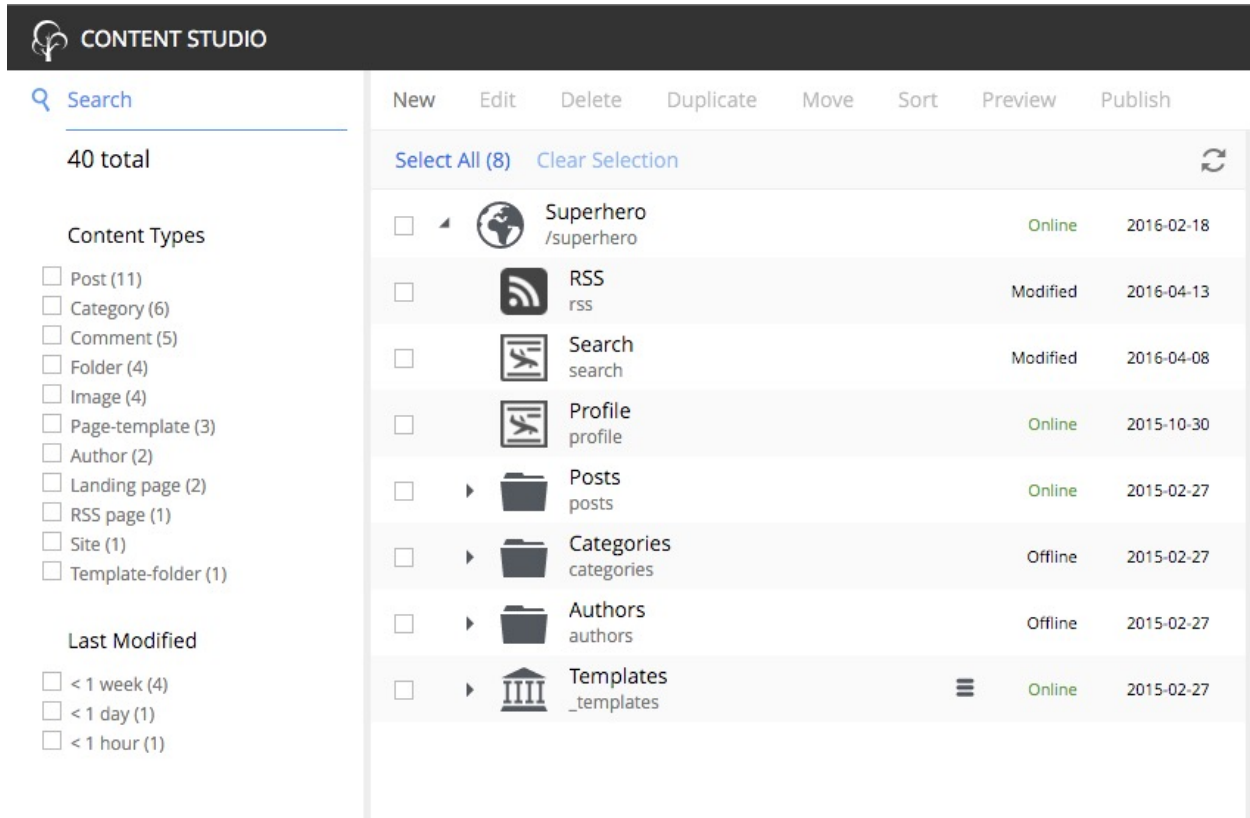 CONTENT STUDIO
Search
40 total
Content Types
Post (11)
Category (6)
Comment (5)
Folder (4)
Image (4)
Page-template (3)
Author (2)
Landing page (2)
RSS page (1)
Site (1)
Template-folder (1)
Last Modified
< 1 week (4)
< 1 day (1)
< 1 hour (1)
New Edit Delete Duplicate Move Sort Preview Publish
Select All (8) Clear Selection
Superhero
/superhero
Online 2016-02-18
RSS
rss
Modified 2016-04-13
Search
search
Modified 2016-04-08
Profile
profile
Online 2015-10-30
Posts
posts
Online 2015-02-27
Categories
categories
Offline 2015-02-27
Authors
authors
Offline 2015-02-27
Templates
_templates
Online 2015-02-27